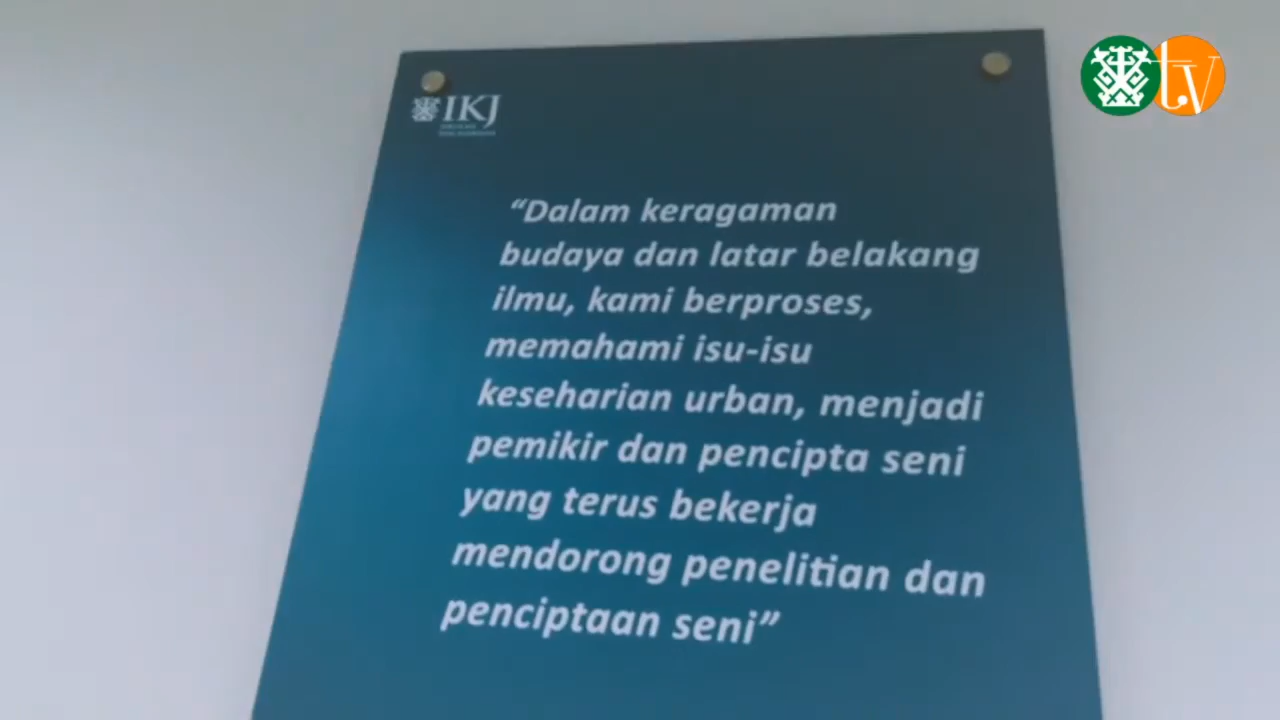 tv
IKJ
“Dalam keragaman
budaya dan latar belakang
ilmu, kami berproses,
memahami isu-isu
keseharian urban, menjadi
pemikir dan pencipta seni
yang terus bekerja
mendorong penelitian dan
penciptaan seni”